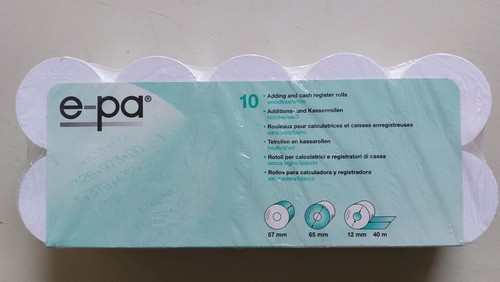 e-pa®
10
• Adding and cash register rolls
woodfree/white
• Additions- und Kassenrollen
holzfrei/weiß
• Rouleaux pour calculatrices et caisses enregistreuses
sans bois/blanc
• Telrollen en kassarollen
houtvrij/wit
• Rotoli per calcolatrici e registratori di cassa
senza legno/bianchi
• Rollos para calculadora y registradora
sin madera/blanco
57 mm 65 mm 12 mm 40 m